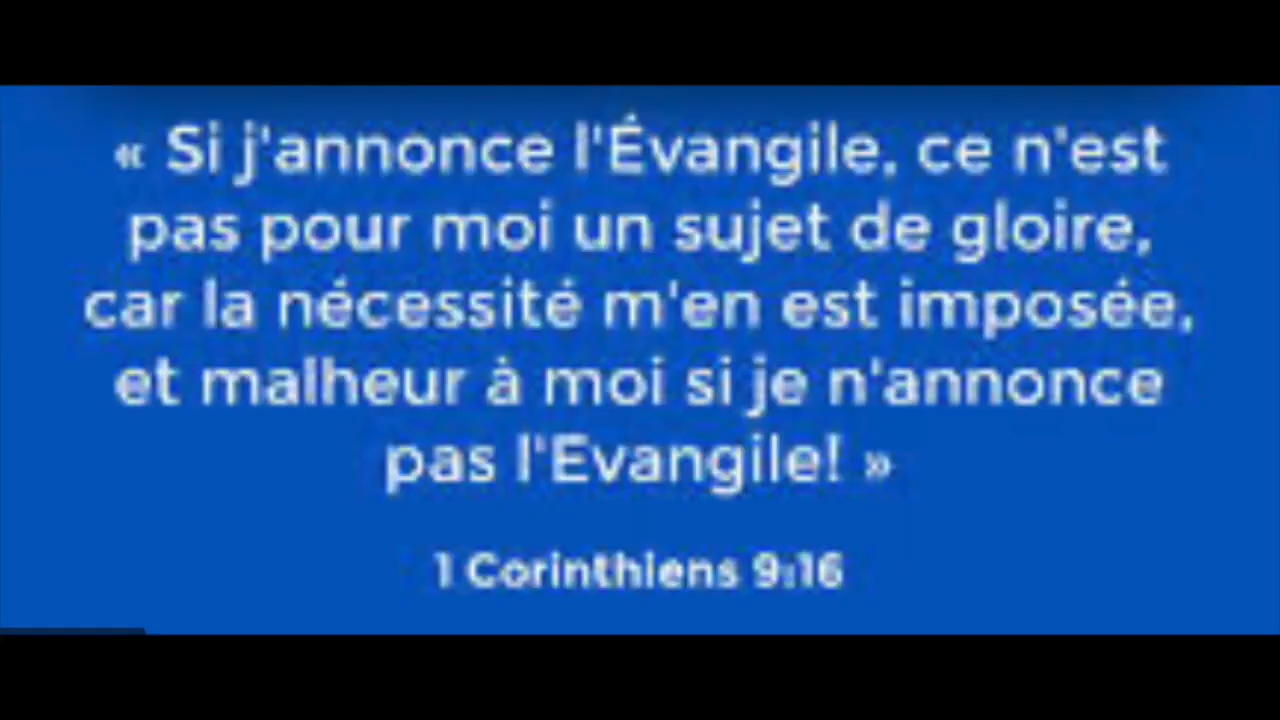 « Si j'annonce l'Évangile, ce n'est
pas pour moi un sujet de gloire,
car la nécessité m'en est imposée,
et malheur à moi si je n'annonce
pas l'Evangile! »
1 Corinthiens 9:16